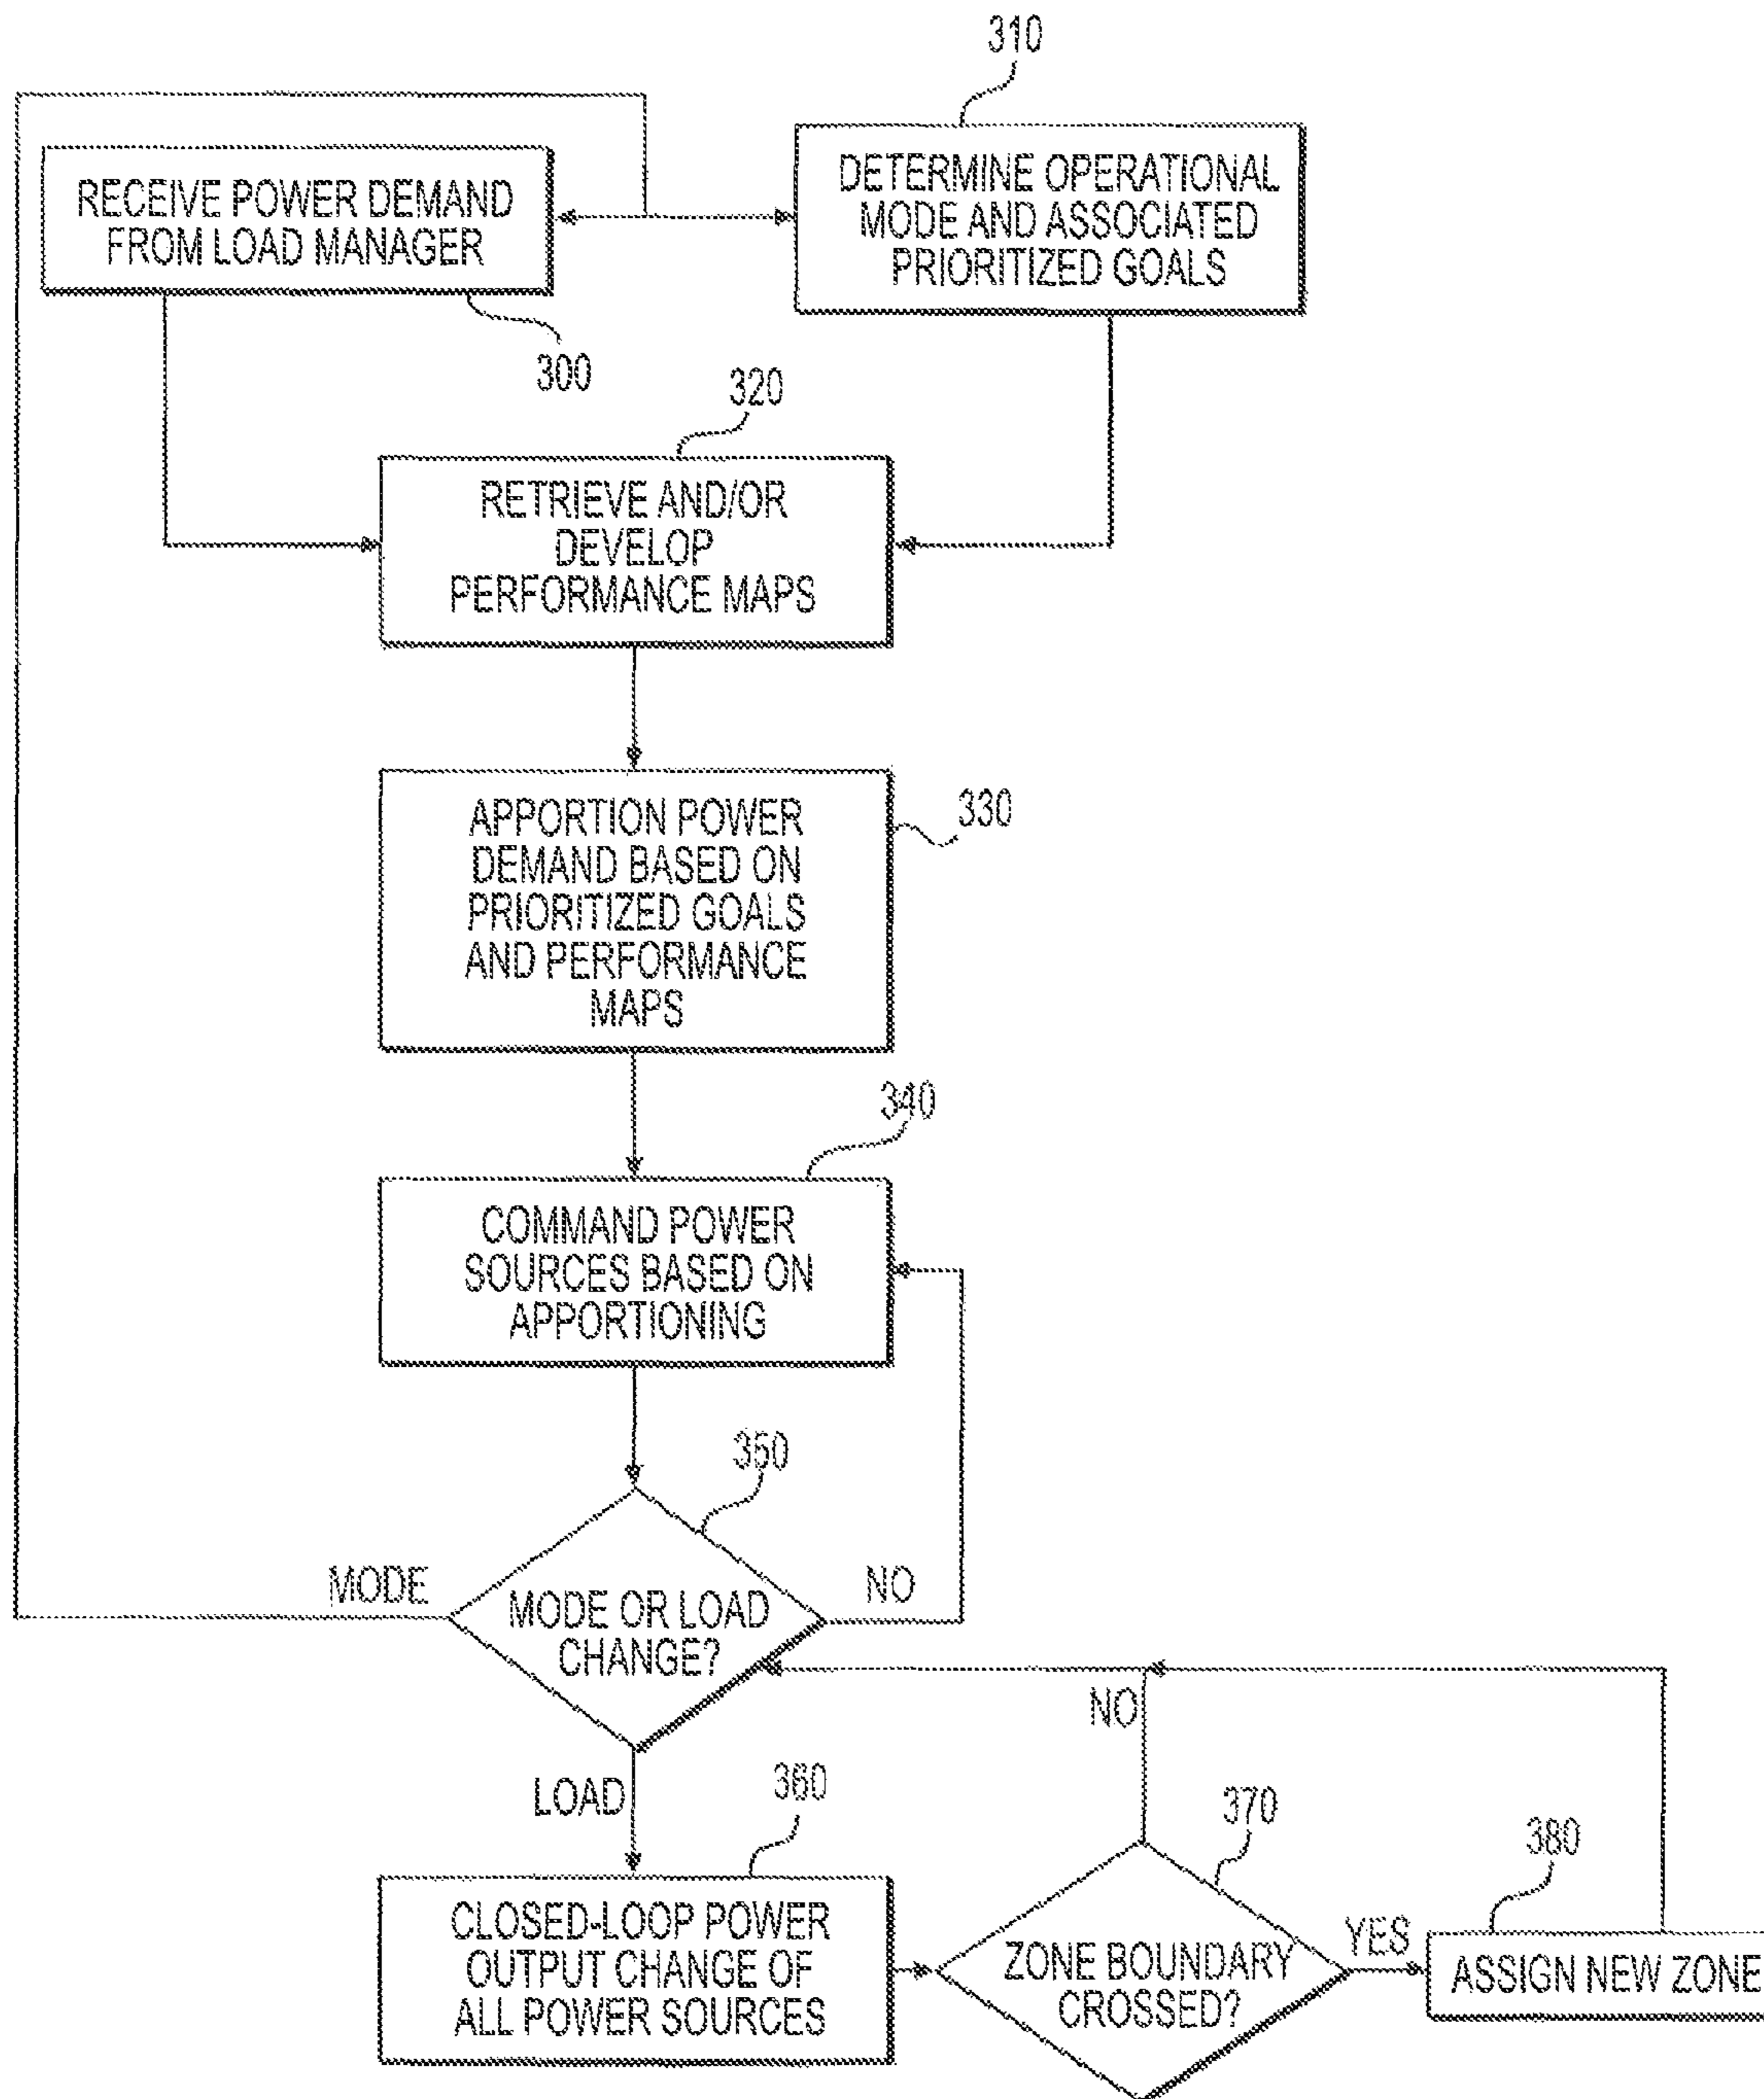 310
RECEIVE POWER DEMAND
FROM LOAD MANAGER
300
DETERMINE OPERATIONAL
MODE AND ASSOCIATED
PRIORITIZED GOALS
320
RETRIEVE AND/OR
DEVELOP
PERFORMANCE MAPS
330
APPORTION POWER
DEMAND BASED ON
PRIORITIZED GOALS
AND PERFORMANCE
MAPS
340
COMMAND POWER
SOURCES BASED ON
APPORTIONING
350
MODE
MODE OR LOAD
CHANGE?
NO
LOAD
360
CLOSED-LOOP POWER
OUTPUT CHANGE OF
ALL POWER SOURCES
NO
370
ZONE BOUNDARY
CROSSED?
YES
380
ASSIGN NEW ZONE